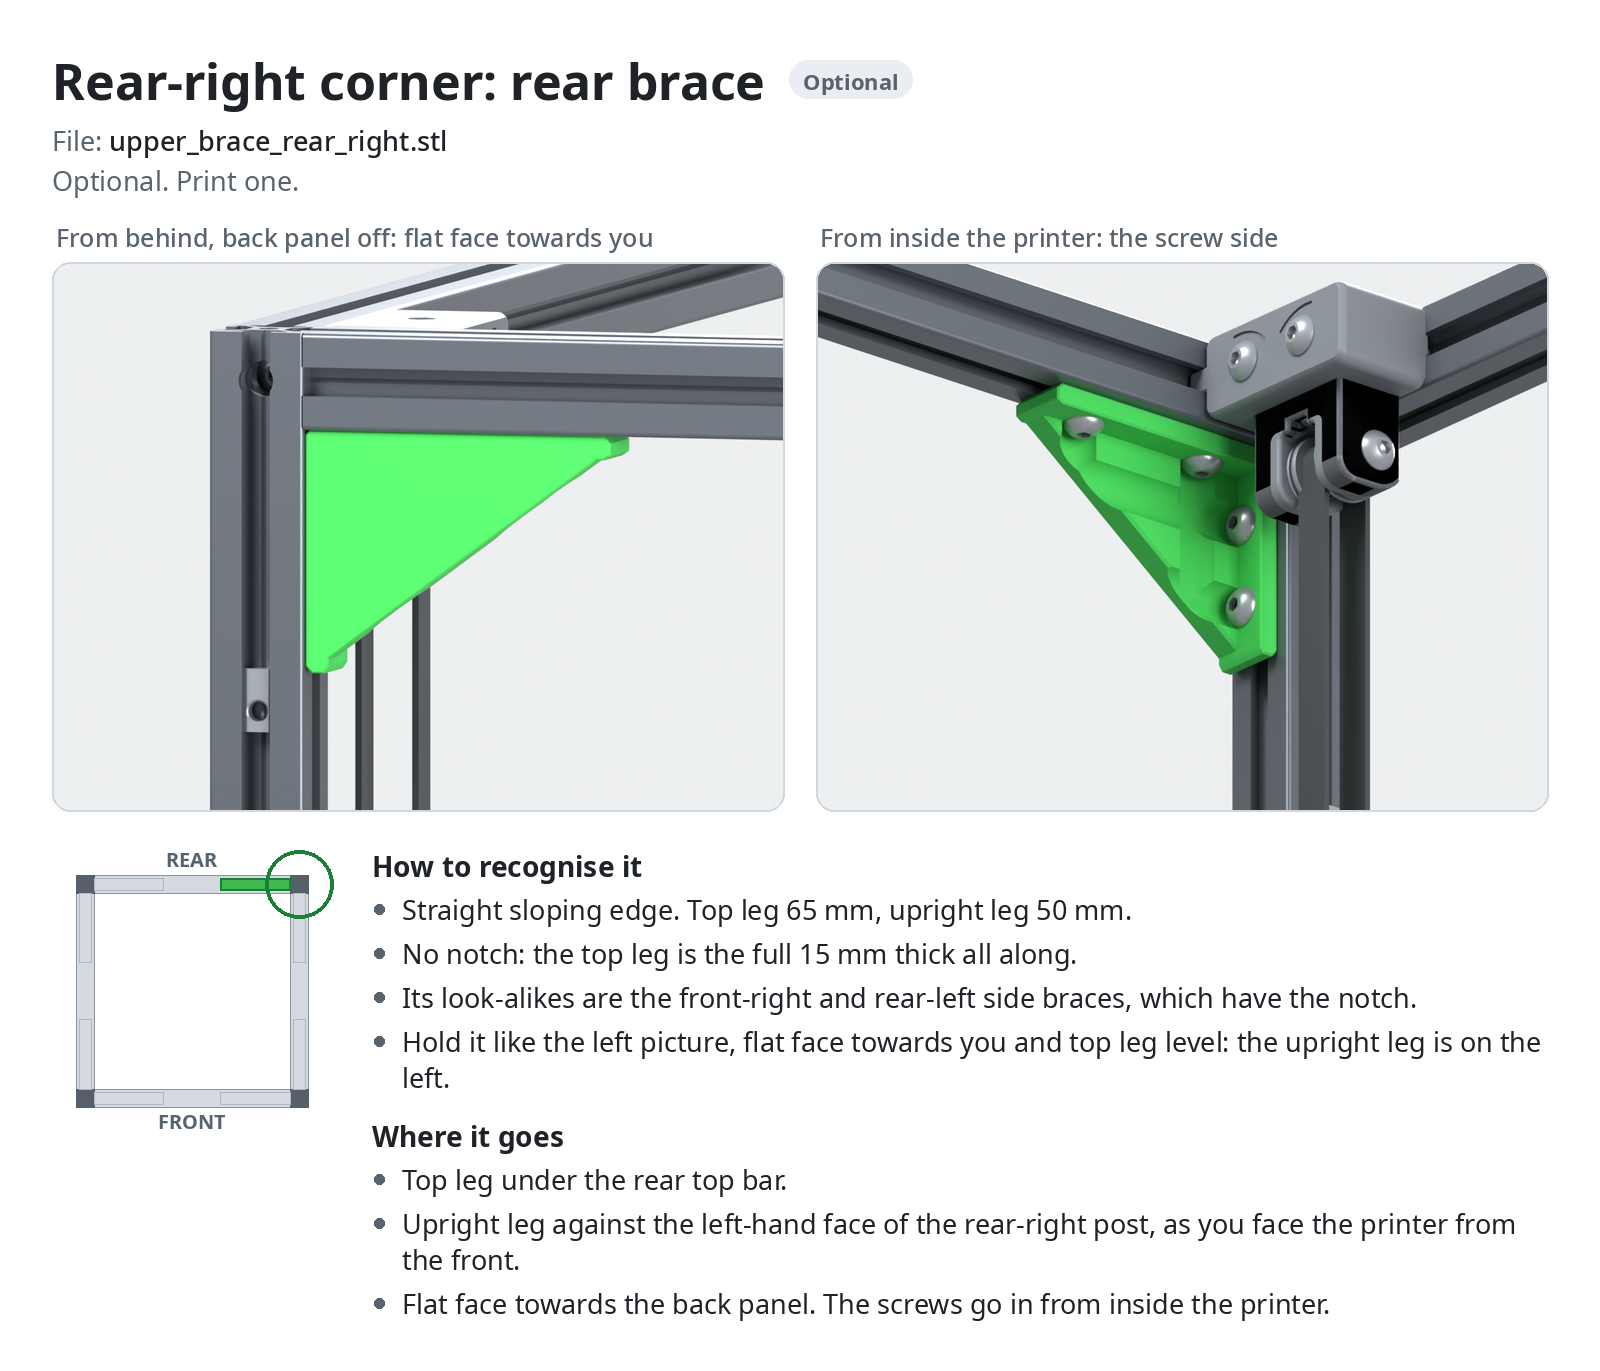 Rear-right corner: rear brace
Optional
File: upper_brace_rear_right.stl
Optional. Print one.
From behind, back panel off: flat face towards you
From inside the printer: the screw side
REAR
FRONT
How to recognise it
Straight sloping edge. Top leg 65 mm, upright leg 50 mm.
No notch: the top leg is the full 15 mm thick all along.
Its look-alikes are the front-right and rear-left side braces, which have the notch.
Hold it like the left picture, flat face towards you and top leg level: the upright leg is on the
left.
Where it goes
Top leg under the rear top bar.
Upright leg against the left-hand face of the rear-right post, as you face the printer from
the front.
Flat face towards the back panel. The screws go in from inside the printer.